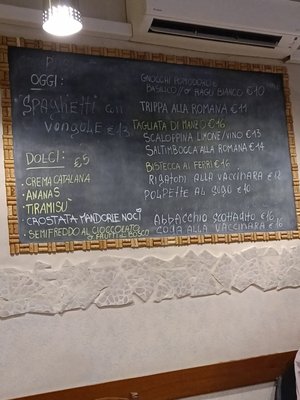 OGGI:
SPAGHETTI CON
VONGOLE €13
DOLCI: €5
• CREMA CATALANA
• ANANAS
• TIRAMISU'
CROSTATA MANDORLE NOCI
• SEMIFREDDO AL CIOCCOLATO
GNOCCHI POMODORO E
BASILICO/O RAGÙ BIANCO €10
TRIPPA ALLA ROMANA €11
TAGLIATA DI MANZO €16
SCALOPPINA LIMONE/VINO €13
SALTIMBOCCA ALLA ROMANA €14
BISTECCA AI FERRI €16
RIGATONI ALLA VACCINARA €12
POLPETTE AL SUGO €10
ABBACCHIO SCOTTADITO €16
CODA ALLA VACCINARA €16